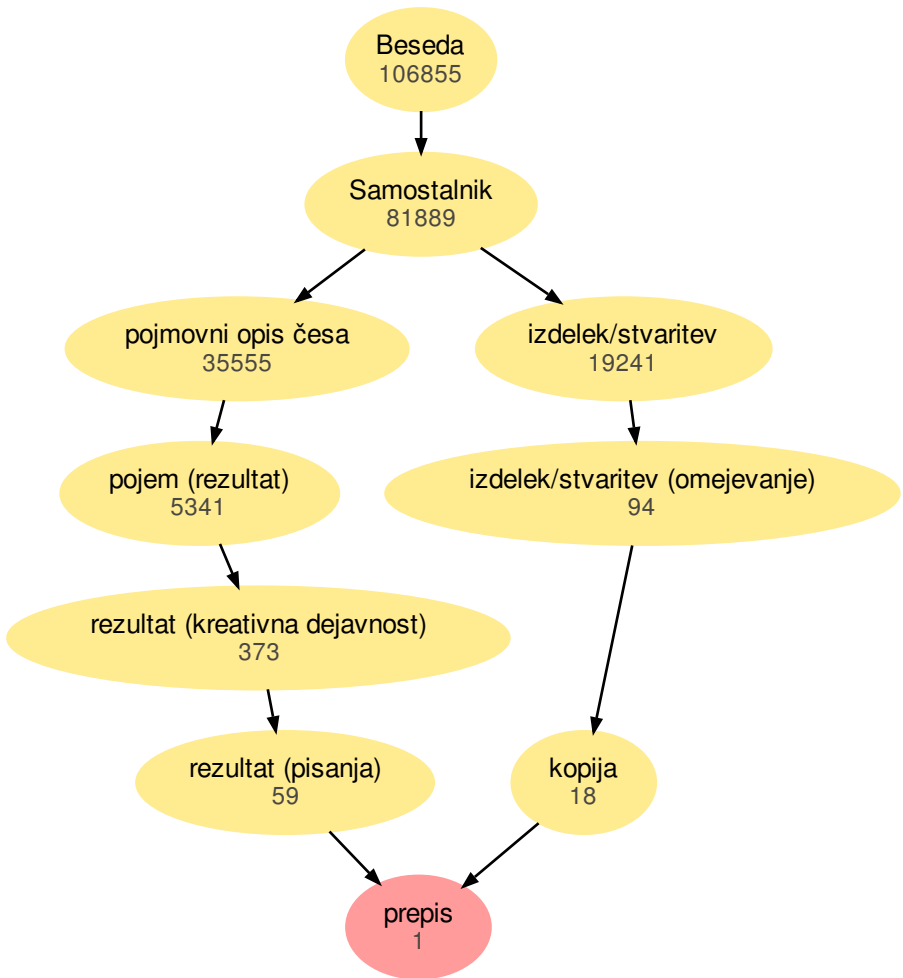 Beseda
106855
Samostalnik
81889
pojmovni opis česa
35555
izdelek/stvaritev
19241
pojem (rezultat)
5341
izdelek/stvaritev (omejevanje)
94
rezultat (kreativna dejavnost)
373
rezultat (pisanja)
59
kopija
18
prepis
1